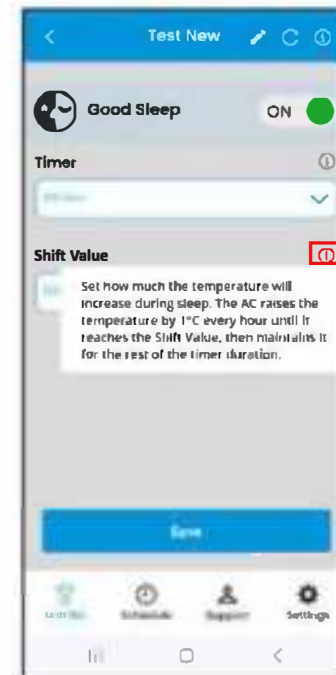 Test New
Good Sleep
ON
Timer
Shift Value
Set how much the temperature will
increase during sleep. The AC raises the
temperature by 1°C every hour until it
reaches the Shift Value, then maintains it
for the rest of the timer duration.
Save
Schedule
Support
Settings